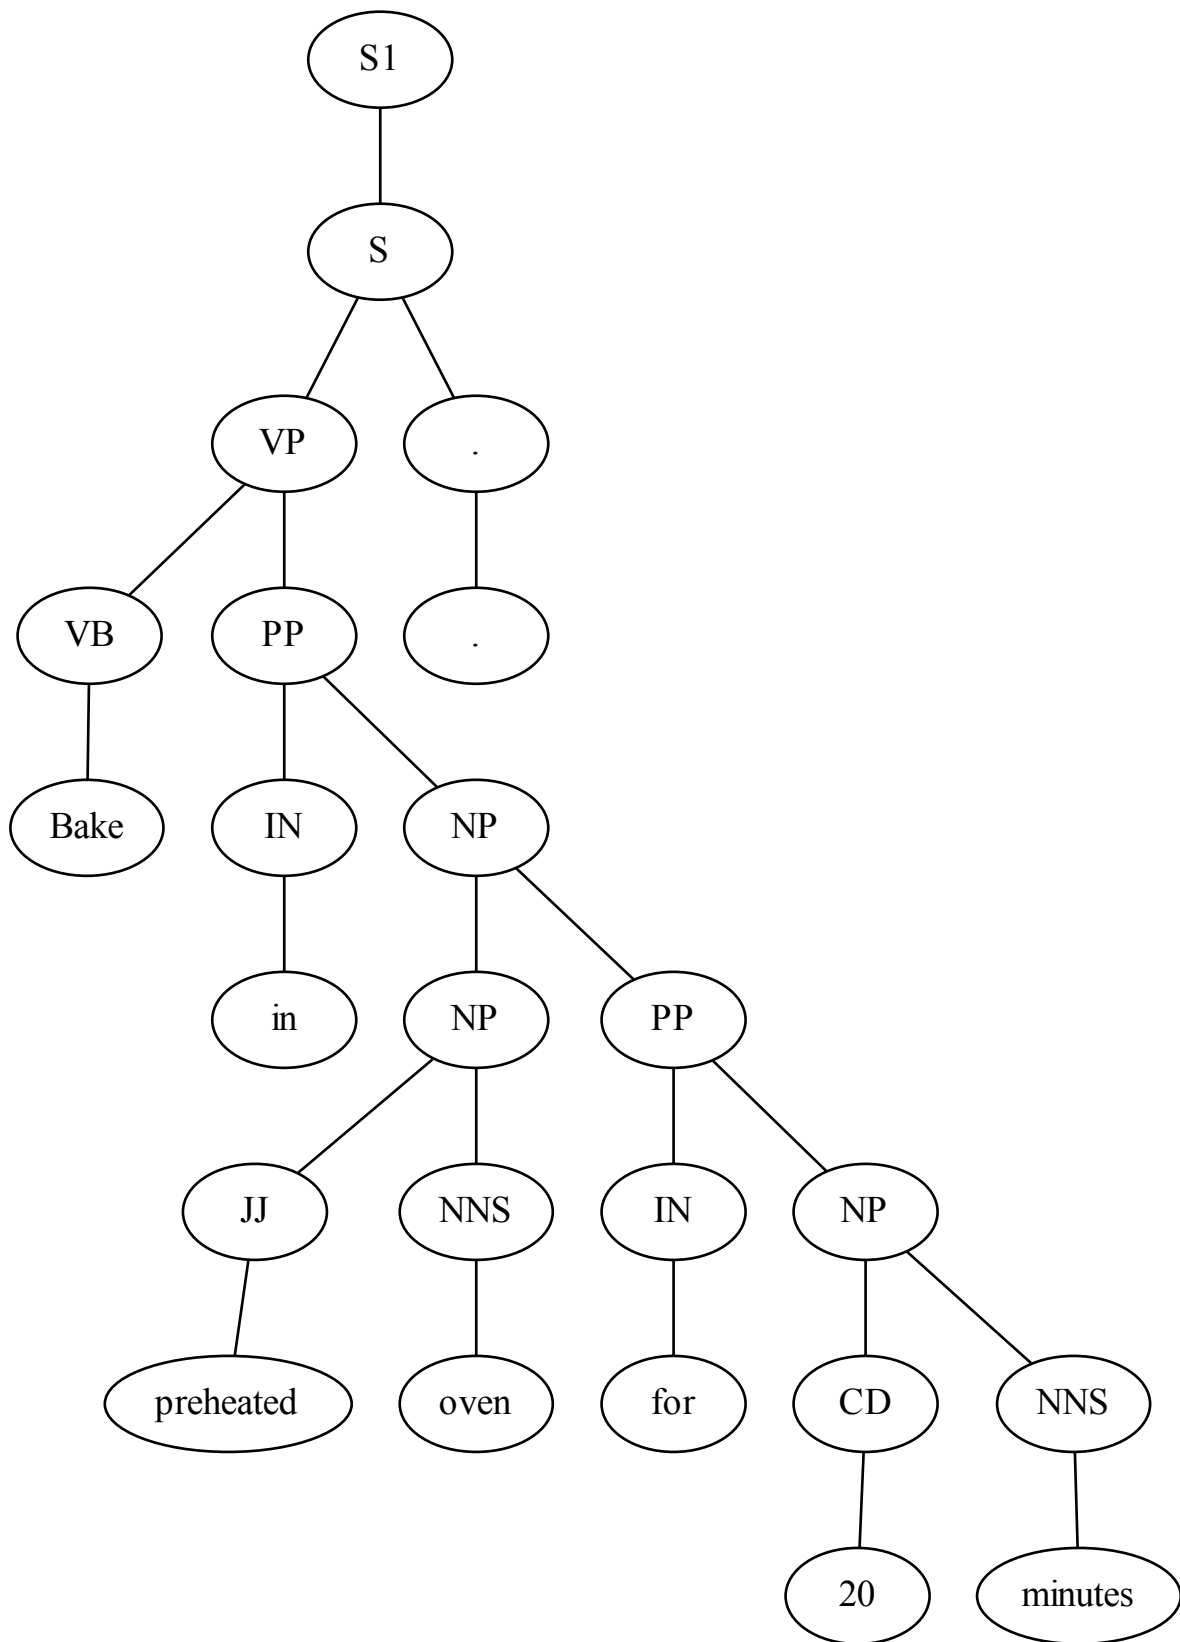 S1
S
VP .
VB PP .
Bake IN NP
in NP PP
JJ NNS IN NP
preheated oven for CD NNS
20 minutes